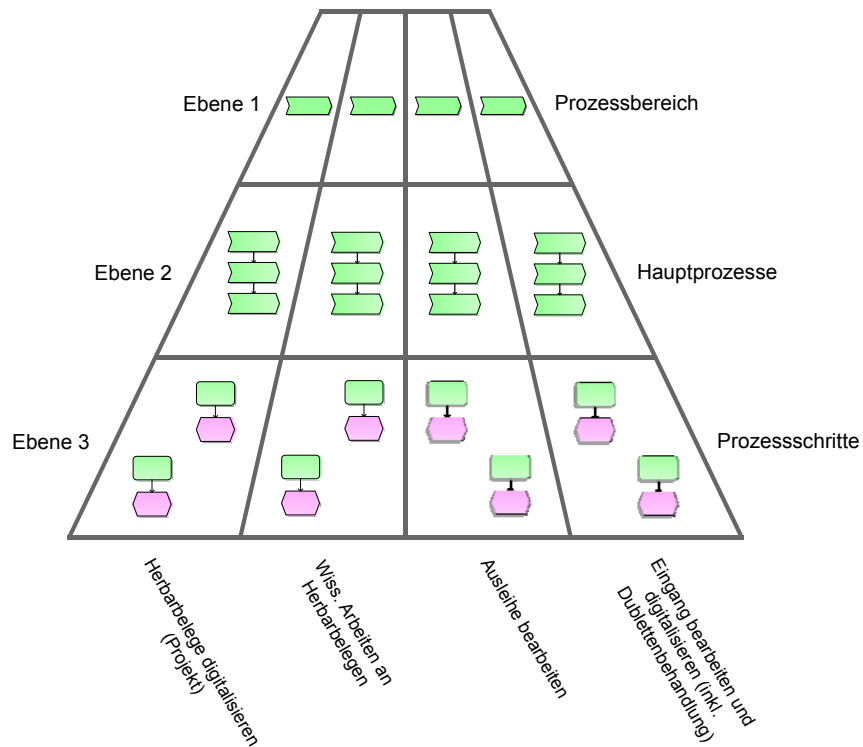 Ebene 1
Prozessbereich
Ebene 2
Hauptprozesse
Ebene 3
Prozessschritte
Herbarbelege digitalisieren
(Projekt)
Wiss. Arbeiten an
Herbarbelegen
Ausleihe bearbeiten
Eingang bearbeiten und
digitalisieren (inkl.
Dublettenbehandlung)